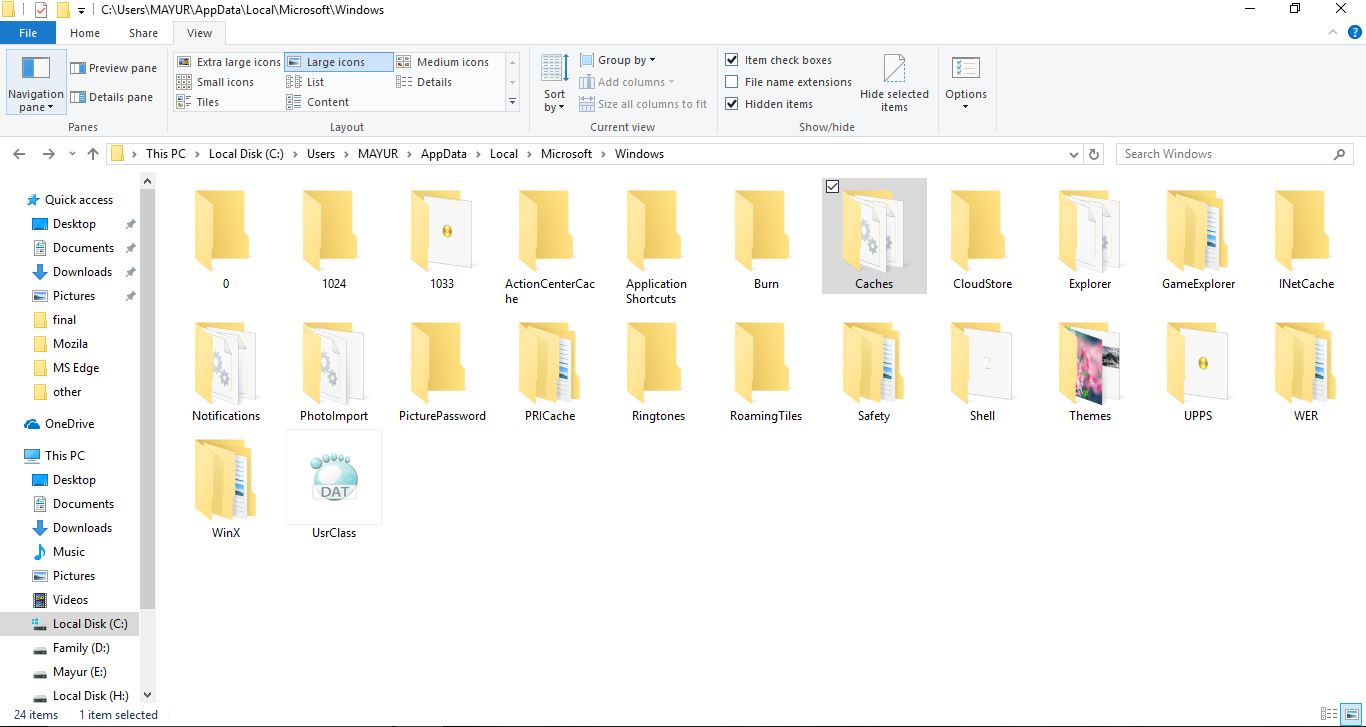 C:\Users\MAYUR\AppData\Local\Microsoft\Windows
File Home Share View
Navigation pane
Preview pane
Details pane
Panes
Extra large icons Large icons Medium icons
Small icons List Details
Tiles Content
Layout
Sort by
Group by
Add columns
Size all columns to fit
Current view
Item check boxes
File name extensions
Hidden items
Hide selected items
Show/hide
Options
This PC Local Disk (C:) Users MAYUR AppData Local Microsoft Windows
Search Windows
Quick access
Desktop
Documents
Downloads
Pictures
final
Mozila
MS Edge
other
OneDrive
This PC
Desktop
Documents
Downloads
Music
Pictures
Videos
Local Disk (C:)
Family (D:)
Mayur (E:)
Local Disk (H:)
0 1024 1033 ActionCenterCache Application Shortcuts Burn Caches CloudStore Explorer GameExplorer INetCache
Notifications PhotoImport PicturePassword PRICache Ringtones RoamingTiles Safety Shell Themes UPPS WER
DAT
WinX UsrClass
24 items 1 item selected